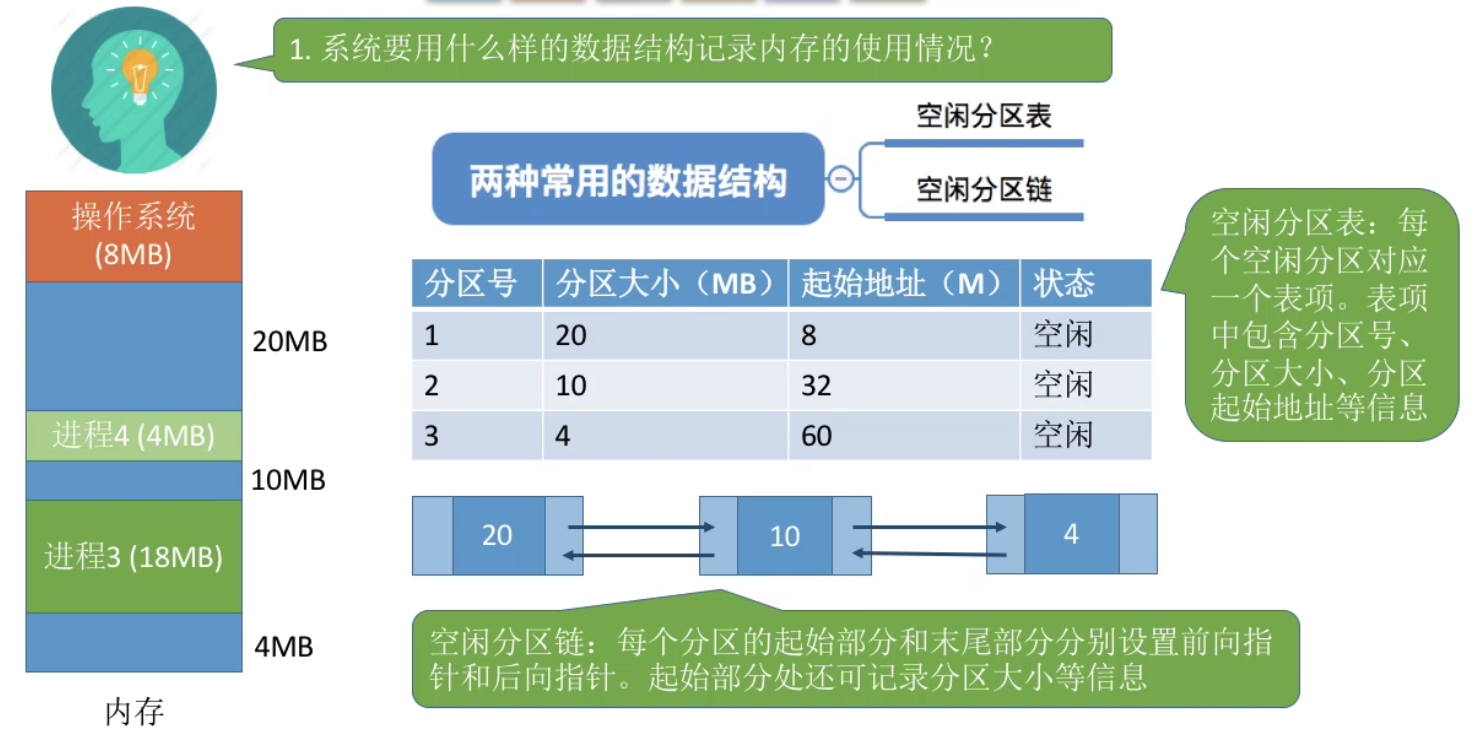 1. 系统要用什么样的数据结构记录内存的使用情况？
两种常用的数据结构
空闲分区表
空闲分区链
操作系统
(8MB)
20MB
进程4 (4MB)
10MB
进程3 (18MB)
4MB
内存
分区号 分区大小（MB） 起始地址（M） 状态
1 20 8 空闲
2 10 32 空闲
3 4 60 空闲
空闲分区表：每
个空闲分区对应
一个表项。表项
中包含分区号、
分区大小、分区
起始地址等信息
20 10 4
空闲分区链：每个分区的起始部分和末尾部分分别设置前向指
针和后向指针。起始部分处还可记录分区大小等信息